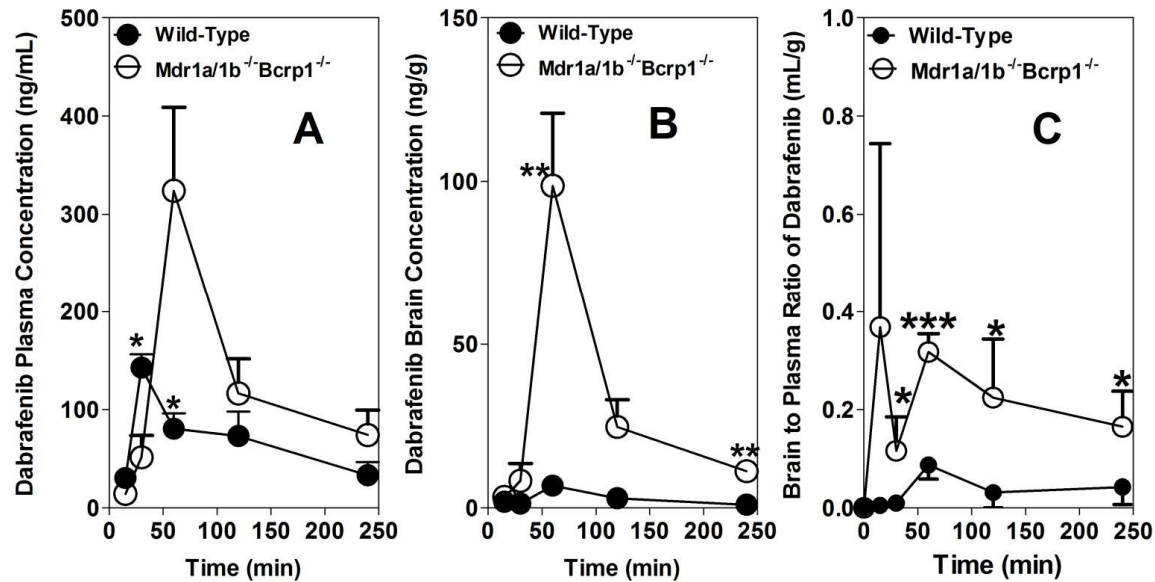 Dabrafenib Plasma Concentration (ng/mL)
500
400
300
200
100
0
Wild-Type
Mdr1a/1b-/-Bcrp1-/-
A
*
*
0 50 100 150 200 250
Time (min)
Dabrafenib Brain Concentration (ng/g)
150
100
50
0
Wild-Type
Mdr1a/1b-/-Bcrp1-/-
B
**
**
0 50 100 150 200 250
Time (min)
Brain to Plasma Ratio of Dabrafenib (mL/g)
1.0
0.8
0.6
0.4
0.2
0.0
Wild-Type
Mdr1a/1b-/-Bcrp1-/-
C
***
*
*
*
0 50 100 150 200 250
Time (min)